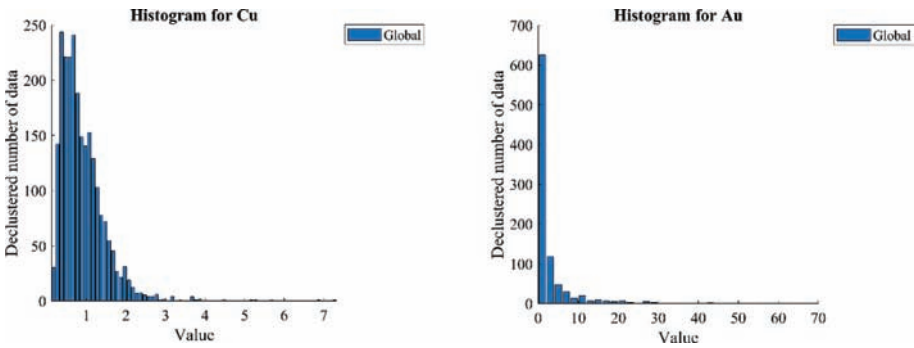 Histogram for Cu
Global
250
200
150
100
50
0
Declustered number of data
1 2 3 4 5 6 7
Value
Histogram for Au
Global
700
600
500
400
300
200
100
0
Declustered number of data
0 10 20 30 40 50 60 70
Value